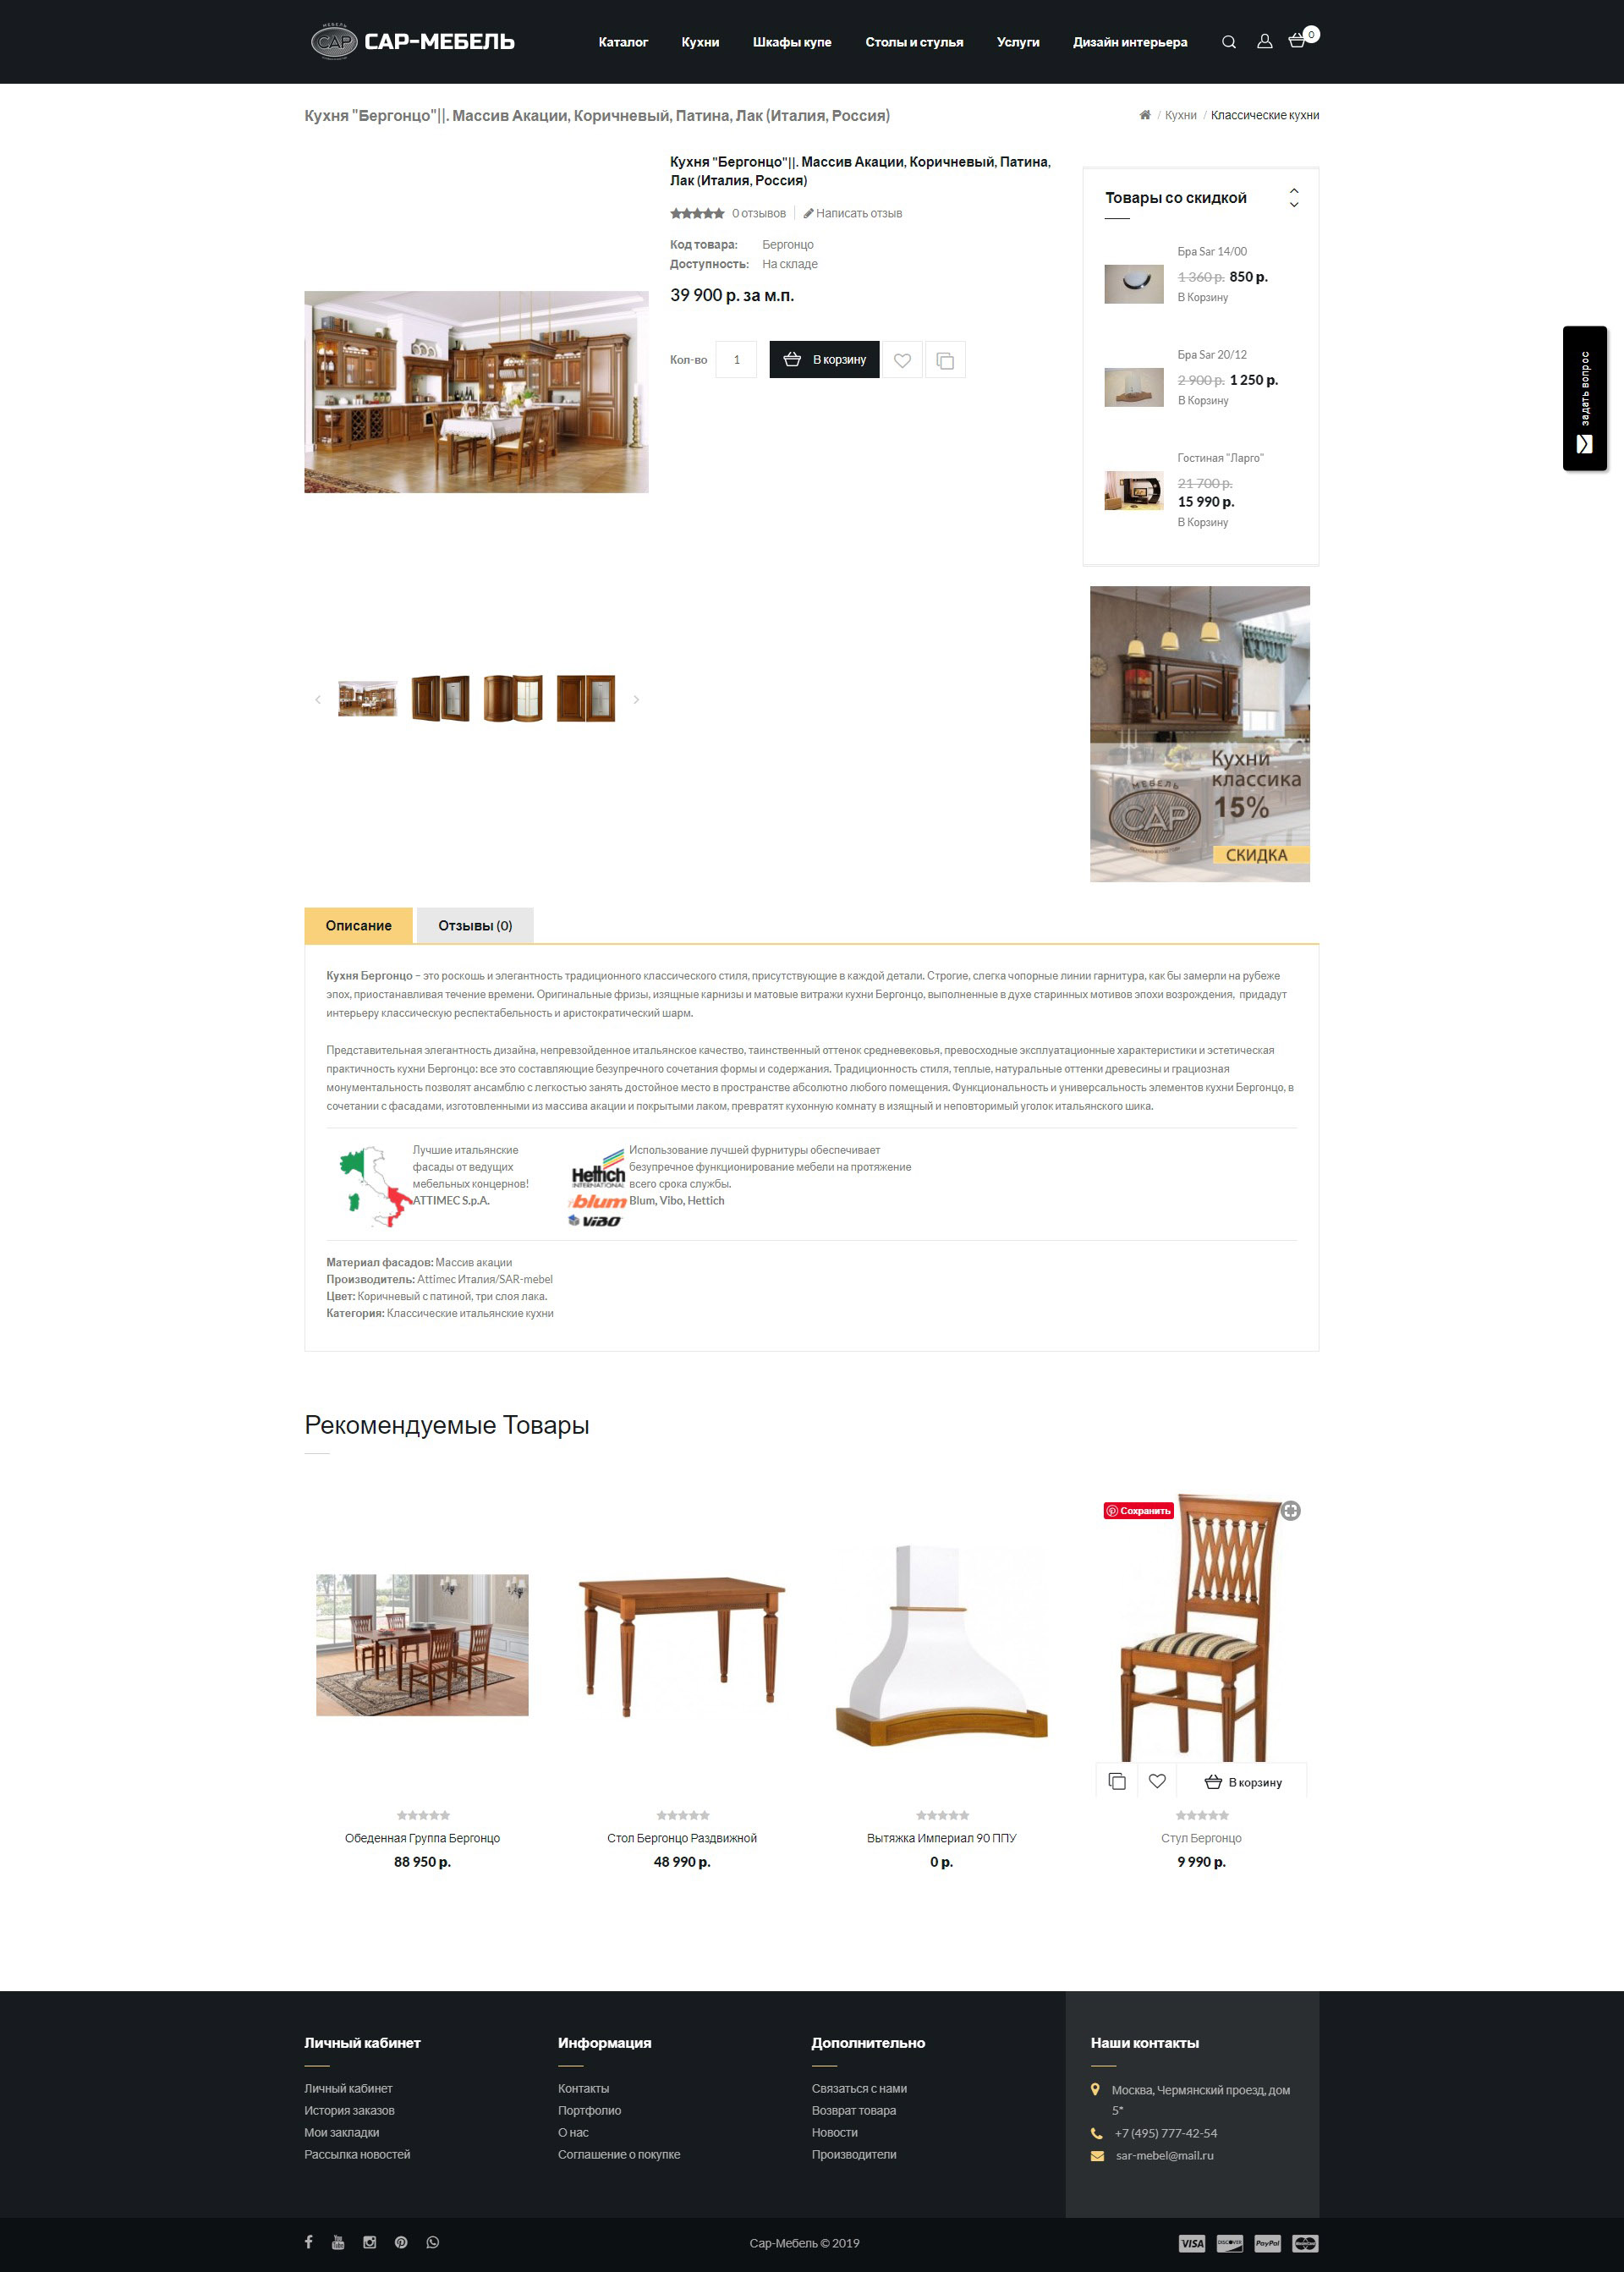 МЕБЕЛЬ
САР САР-МЕБЕЛЬ
Каталог Кухни Шкафы купе Столы и стулья Услуги Дизайн интерьера 0
Кухня "Бергонцо"||. Массив Акации, Коричневый, Патина, Лак (Италия, Россия)
/ Кухни / Классические кухни
Кухня "Бергонцо"||. Массив Акации, Коричневый, Патина,
Лак (Италия, Россия)
0 отзывов Написать отзыв
Код товара: Бергонцо
Доступность: На складе
39 900 р. за м.п.
Кол-во 1 В корзину
Товары со скидкой
Бра Sar 14/00
1 360 р. 850 р.
В Корзину
Бра Sar 20/12
2 900 р. 1 250 р.
В Корзину
Гостиная "Ларго"
21 700 р.
15 990 р.
В Корзину
задать вопрос
Кухни
классика
15%
МЕБЕЛЬ
САР
СКИДКА
Описание Отзывы (0)
Кухня Бергонцо – это роскошь и элегантность традиционного классического стиля, присутствующие в каждой детали. Строгие, слегка чопорные линии гарнитура, как бы замерли на рубеже
эпох, приостанавливая течение времени. Оригинальные фризы, изящные карнизы и матовые витражи кухни Бергонцо, выполненные в духе старинных мотивов эпохи возрождения, придадут
интерьеру классическую респектабельность и аристократический шарм.
Представительная элегантность дизайна, непревзойденное итальянское качество, таинственный оттенок средневековья, превосходные эксплуатационные характеристики и эстетическая
практичность кухни Бергонцо: все это составляющие безупречного сочетания формы и содержания. Традиционность стиля, теплые, натуральные оттенки древесины и грациозная
монументальность позволят ансамблю с легкостью занять достойное место в пространстве абсолютно любого помещения. Функциональность и универсальность элементов кухни Бергонцо, в
сочетании с фасадами, изготовленными из массива акации и покрытыми лаком, превратят кухонную комнату в изящный и неповторимый уголок итальянского шика.
Лучшие итальянские
фасады от ведущих
мебельных концернов!
ATTIMEC S.p.A.
Hettich
INTERNATIONAL
blum
ViBO
Использование лучшей фурнитуры обеспечивает
безупречное функционирование мебели на протяжение
всего срока службы.
Blum, Vibo, Hettich
Материал фасадов: Массив акации
Производитель: Attimec Италия/SAR-mebel
Цвет: Коричневый с патиной, три слоя лака.
Категория: Классические итальянские кухни
Рекомендуемые Товары
Сохранить
В корзину
Обеденная Группа Бергонцо
88 950 р.
Стол Бергонцо Раздвижной
48 990 р.
Вытяжка Империал 90 ППУ
0 р.
Стул Бергонцо
9 990 р.
Личный кабинет
Личный кабинет
История заказов
Мои закладки
Рассылка новостей
Информация
Контакты
Портфолио
О нас
Соглашение о покупке
Дополнительно
Связаться с нами
Возврат товара
Новости
Производители
Наши контакты
Москва, Чермянский проезд, дом
5*
+7 (495) 777-42-54
sar-mebel@mail.ru
Сар-Мебель © 2019
VISA DISCOVER PayPal